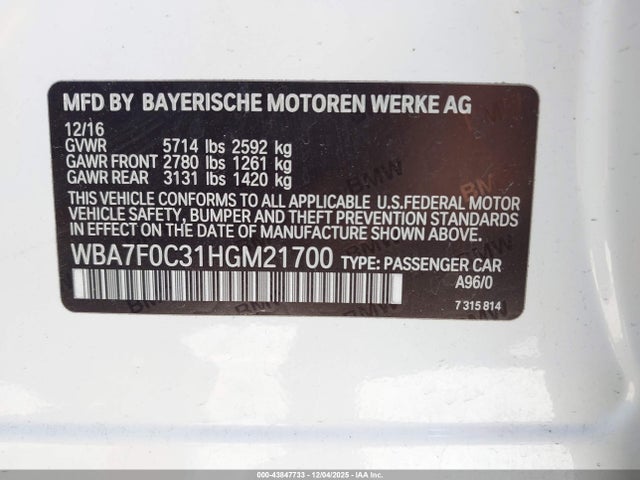 MFD BY BAYERISCHE MOTOREN WERKE AG
12/16
GVWR 5714 lbs 2592 kg
GAWR FRONT 2780 lbs 1261 kg
GAWR REAR 3131 lbs 1420 kg
THIS VEHICLE CONFORMS TO ALL APPLICABLE U.S.FEDERAL MOTOR
VEHICLE SAFETY, BUMPER AND THEFT PREVENTION STANDARDS
IN EFFECT ON THE DATE OF MANUFACTURE SHOWN ABOVE.
WBA7F0C31HGM21700 TYPE: PASSENGER CAR
A96/0
7 315 814
000-43847733 - 12/04/2025 - IAAI.COM